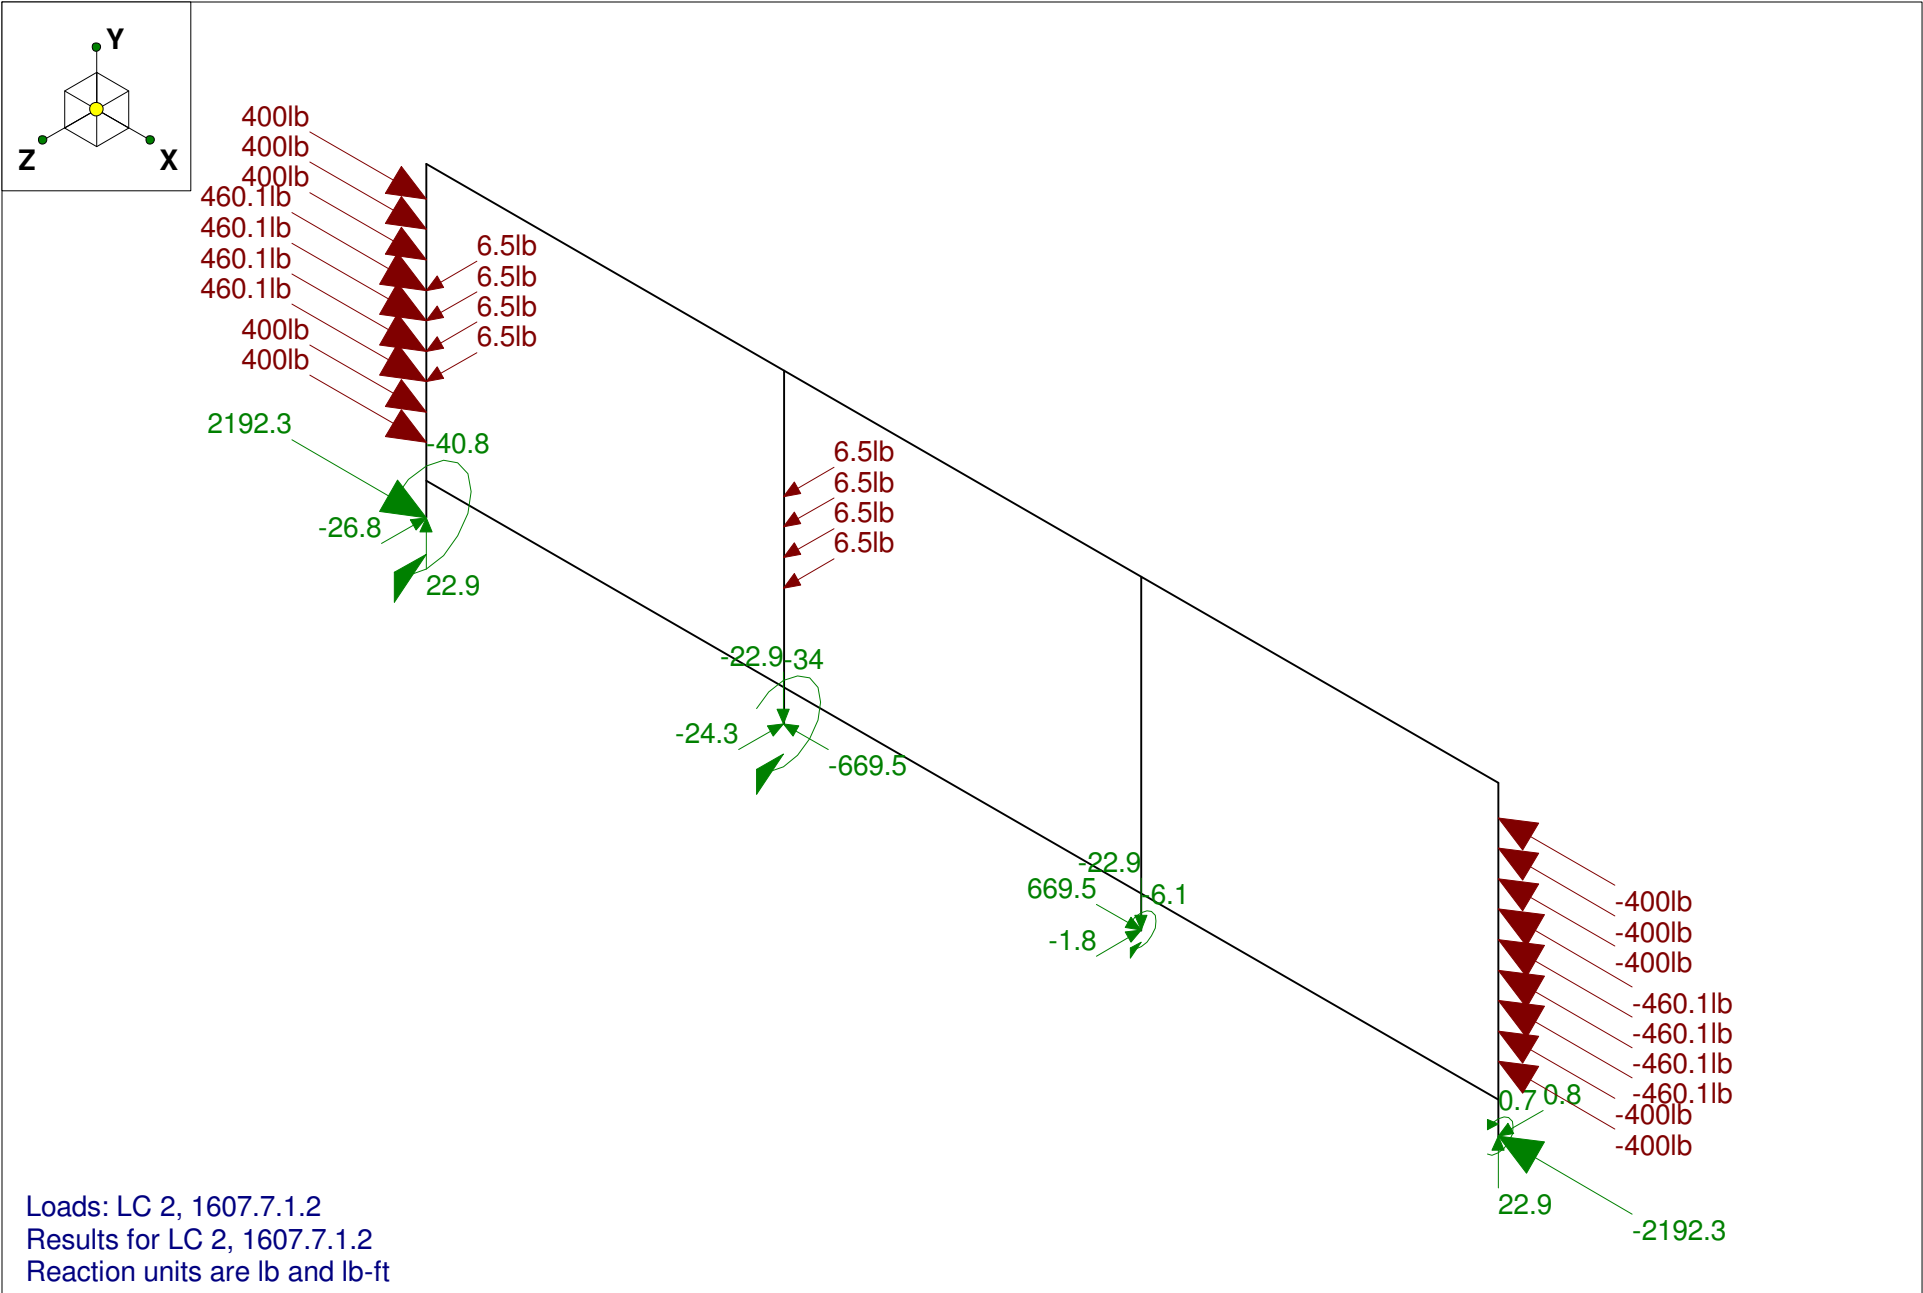 Y
Z
X
400lb
400lb
400lb
460.1lb
460.1lb
460.1lb
460.1lb
400lb
400lb
6.5lb
6.5lb
6.5lb
6.5lb
2192.3
-40.8
-26.8
22.9
6.5lb
6.5lb
6.5lb
6.5lb
-22.9
-34
-24.3
-669.5
-22.9
669.5
-6.1
-1.8
-400lb
-400lb
-400lb
-460.1lb
-460.1lb
-460.1lb
-460.1lb
-400lb
-400lb
0.7
0.8
22.9
-2192.3
Loads: LC 2, 1607.7.1.2
Results for LC 2, 1607.7.1.2
Reaction units are lb and lb-ft